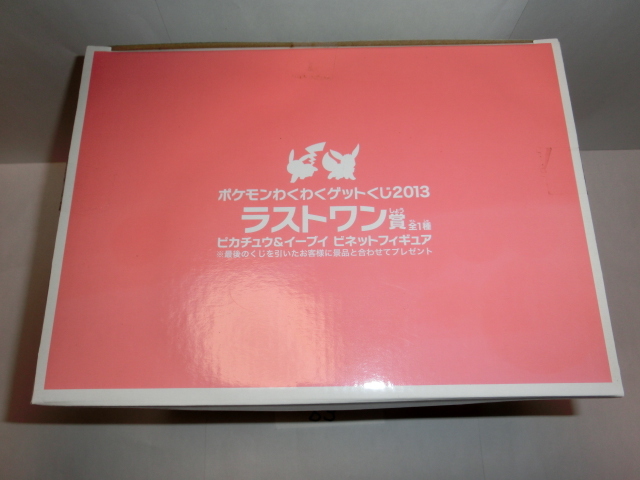 ポケモンわくわくゲットくじ2013
ラストワン賞 全1種
ピカチュウ&イーブイ ビネットフィギュア
※最後のくじを引いたお客様に景品と合わせてプレゼント